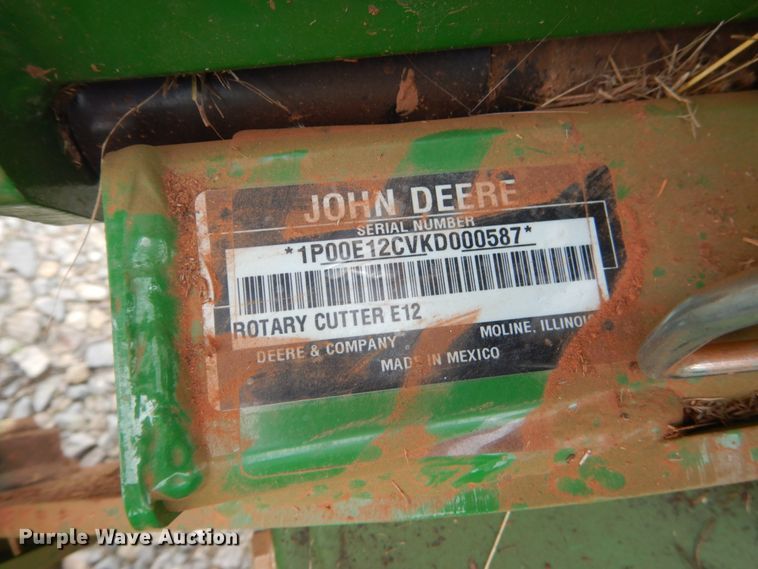 JOHN DEERE
SERIAL NUMBER
*1P00E12CVKD000587*
ROTARY CUTTER E12
DEERE & COMPANY MOLINE, ILLINOIS
MADE IN MEXICO
Purple Wave Auction